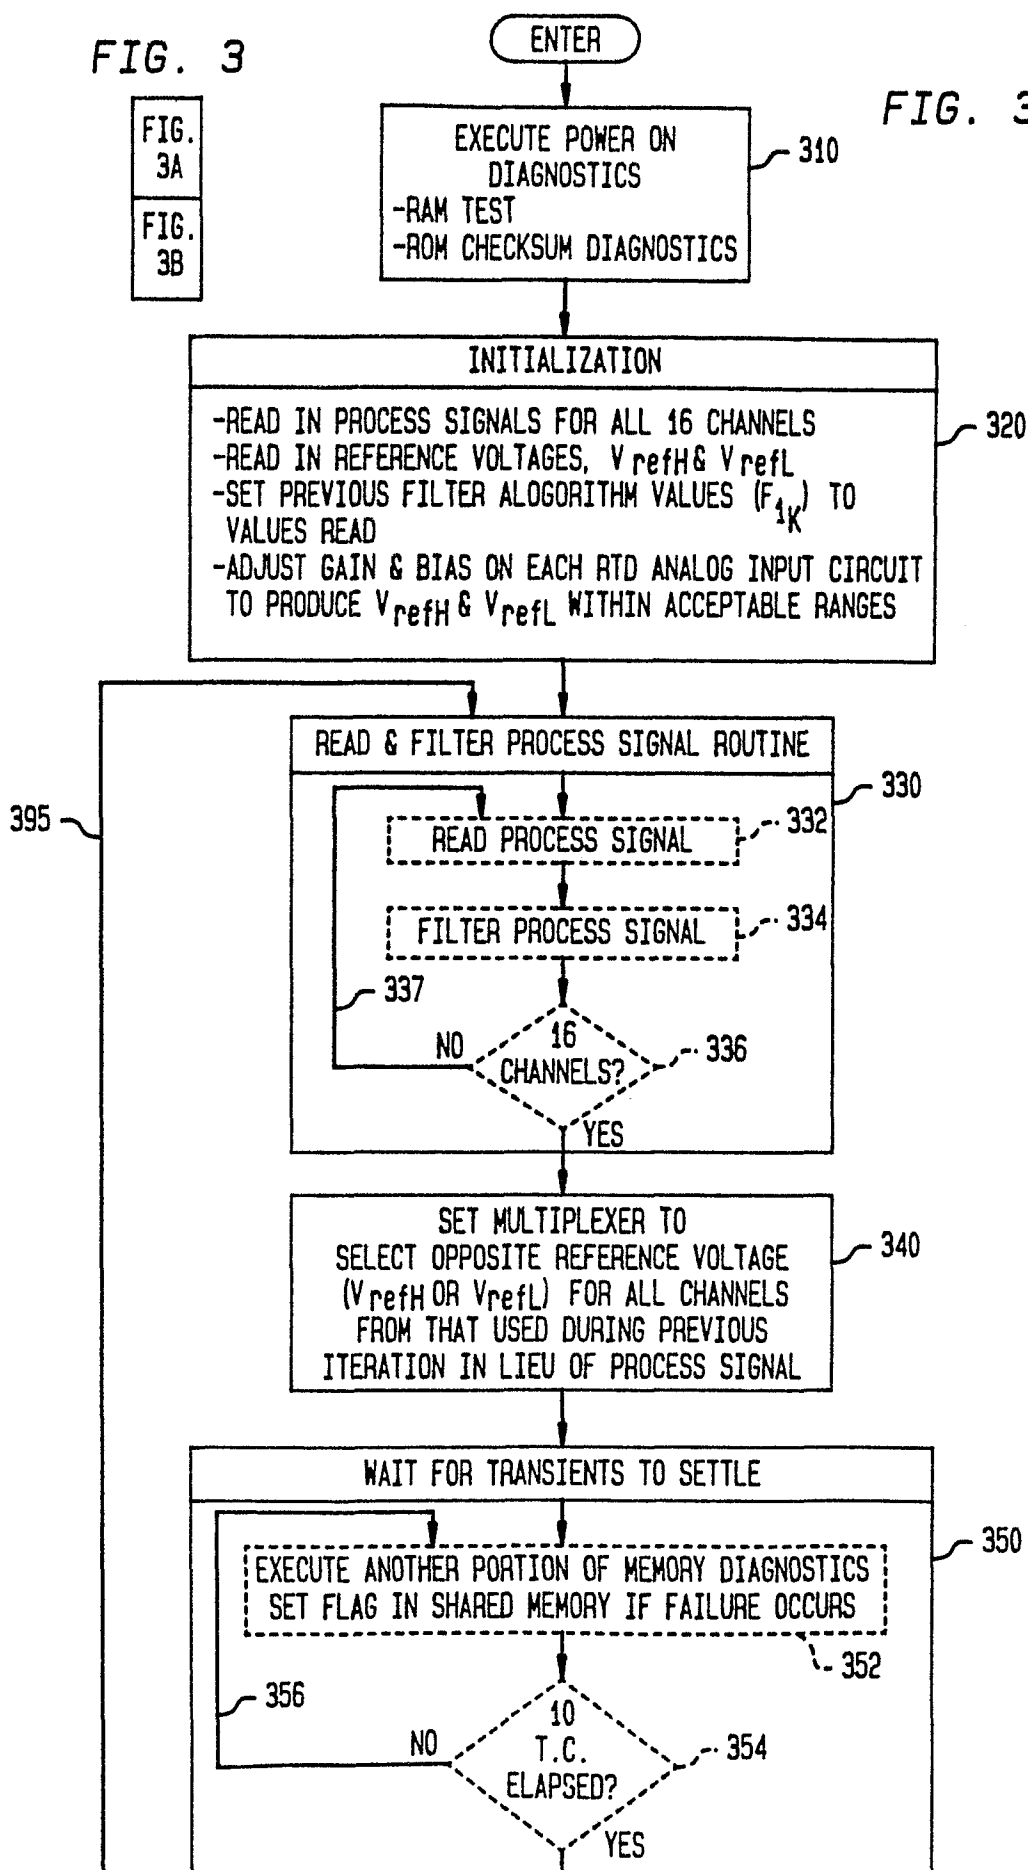 FIG. 3
FIG.
3A
FIG.
3B
ENTER
FIG. 3
EXECUTE POWER ON
DIAGNOSTICS
-RAM TEST
-ROM CHECKSUM DIAGNOSTICS
310
INITIALIZATION
-READ IN PROCESS SIGNALS FOR ALL 16 CHANNELS
-READ IN REFERENCE VOLTAGES, VrefH & VrefL
-SET PREVIOUS FILTER ALOGORITHM VALUES (F1K) TO
VALUES READ
-ADJUST GAIN & BIAS ON EACH RTD ANALOG INPUT CIRCUIT
TO PRODUCE VrefH & VrefL WITHIN ACCEPTABLE RANGES
320
READ & FILTER PROCESS SIGNAL ROUTINE
330
395
READ PROCESS SIGNAL
332
FILTER PROCESS SIGNAL
334
337
16
CHANNELS?
NO
336
YES
SET MULTIPLEXER TO
SELECT OPPOSITE REFERENCE VOLTAGE
(VrefH OR VrefL) FOR ALL CHANNELS
FROM THAT USED DURING PREVIOUS
ITERATION IN LIEU OF PROCESS SIGNAL
340
WAIT FOR TRANSIENTS TO SETTLE
350
EXECUTE ANOTHER PORTION OF MEMORY DIAGNOSTICS
SET FLAG IN SHARED MEMORY IF FAILURE OCCURS
352
356
10
T.C.
ELAPSED?
NO
354
YES